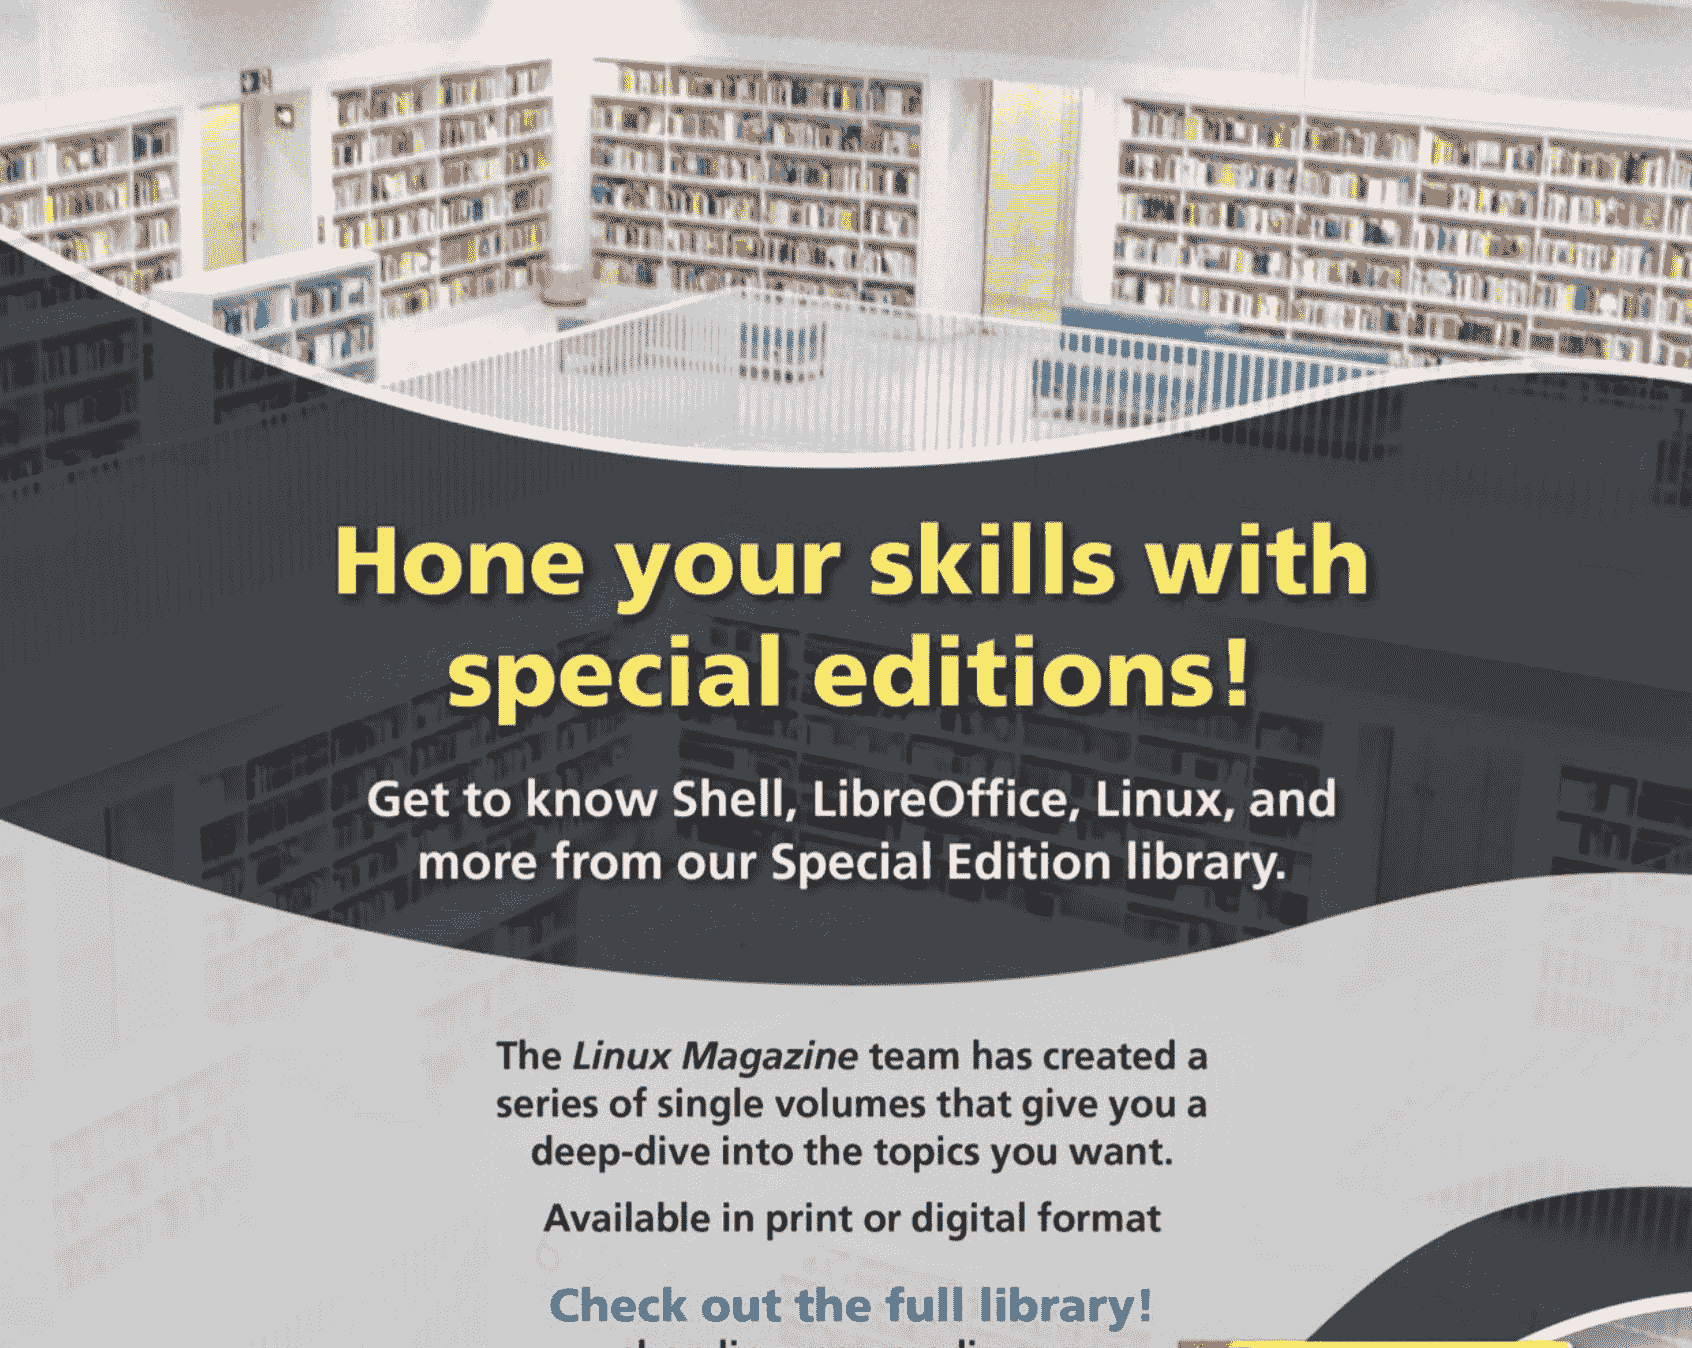 Hone your skills with
special editions!
Get to know Shell, LibreOffice, Linux, and
more from our Special Edition library.
The Linux Magazine team has created a
series of single volumes that give you a
deep-dive into the topics you want.
Available in print or digital format
Check out the full library!